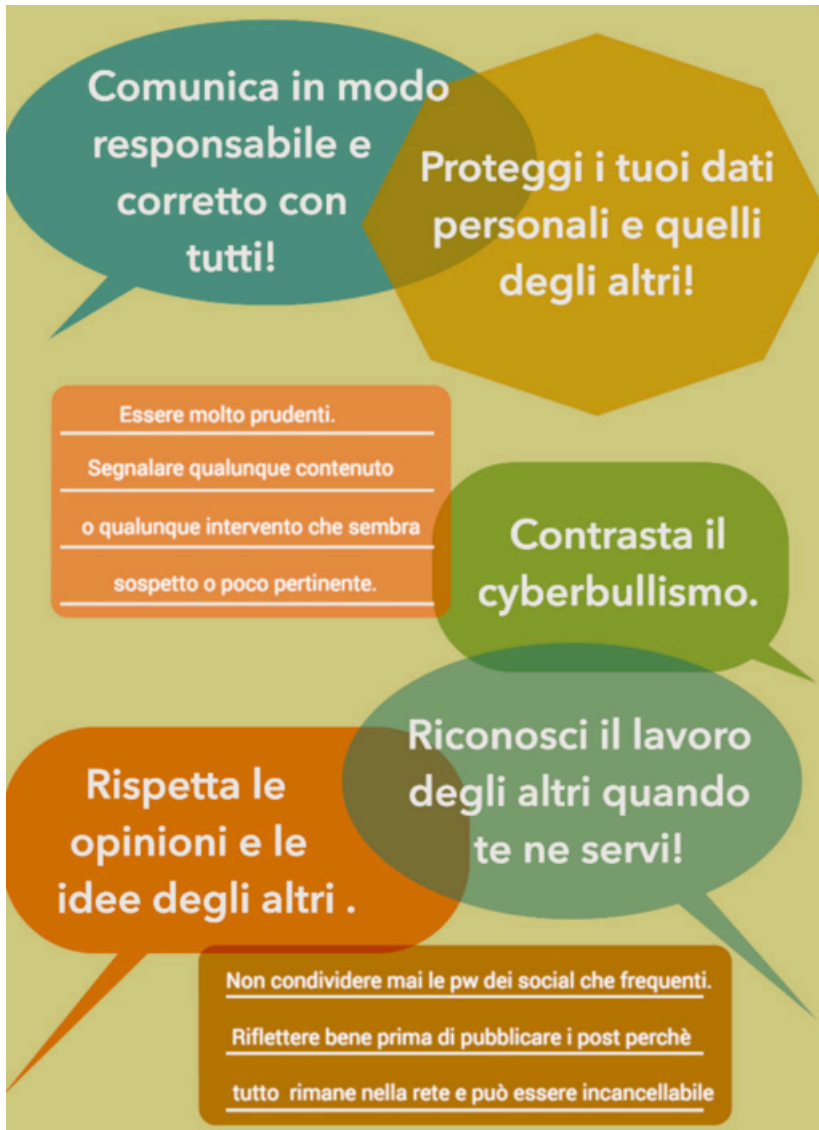 Comunica in modo
responsabile e
corretto con
tutti!
Proteggi i tuoi dati
personali e quelli
degli altri!
Essere molto prudenti.
Segnalare qualunque contenuto
o qualunque intervento che sembra
sospetto o poco pertinente.
Contrasta il
cyberbullismo.
Riconosci il lavoro
degli altri quando
te ne servi!
Rispetta le
opinioni e le
idee degli altri .
Non condividere mai le pw dei social che frequenti.
Riflettere bene prima di pubblicare i post perchè
tutto rimane nella rete e può essere incancellabile